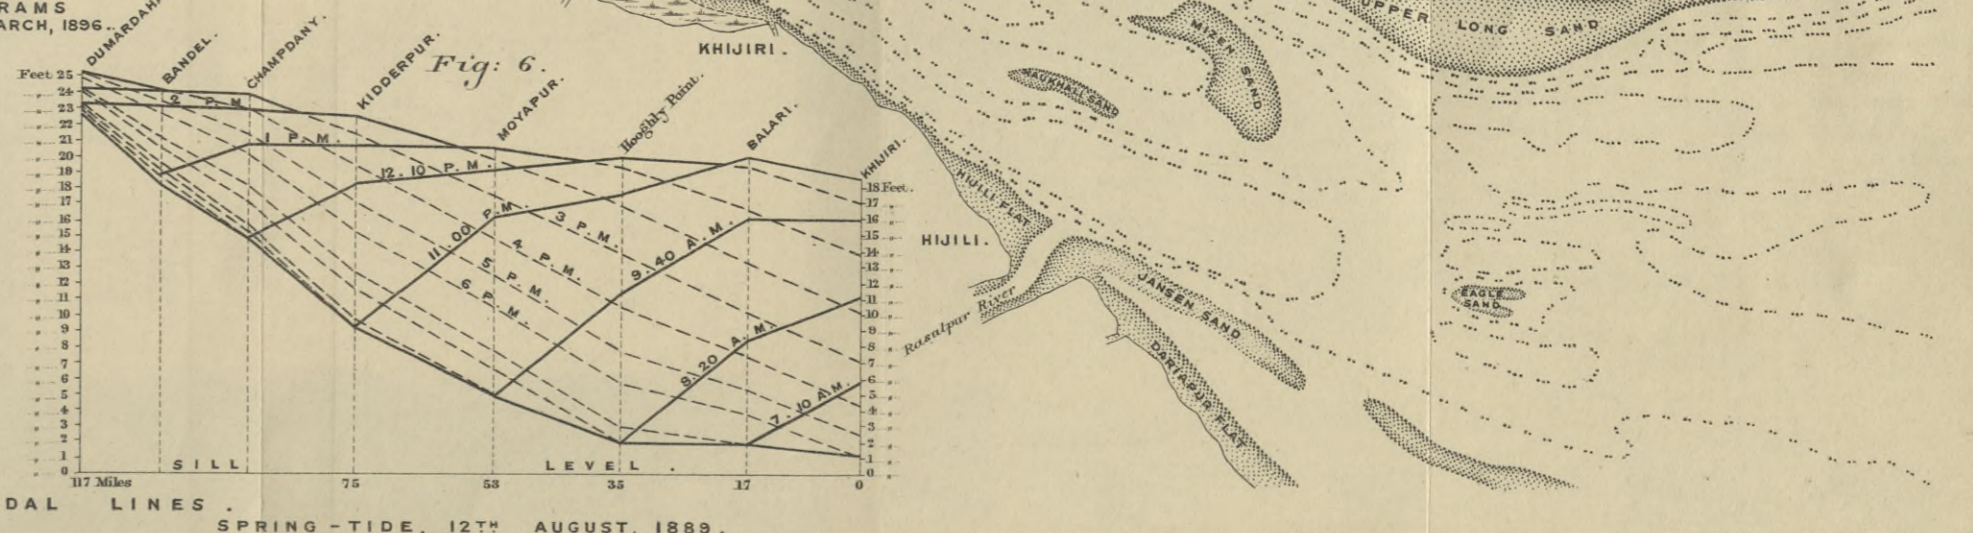 RAMS
ARCH, 1896.
Fig: 6.
DUMARDAH
BANDEL.
CHAMPDANY.
KIDDERPUR.
MOYAPUR.
Hooghly Point.
BALARI.
KHIJIRI.
Feet 25
24
23
22
21
20
19
18
17
16
15
14
13
12
11
10
9
8
7
6
5
4
3
2
1
0
18 Feet.
17
16
15
14
13
12
11
10
9
8
7
6
5
4
3
2
1
0
2 P. M.
1 P. M.
12. 10 P. M.
11. 00 P M
3 P. M.
4 P. M.
5 P. M.
6 P. M.
9. 40 A. M.
8. 20 A. M.
7. 10 A. M.
SILL LEVEL.
117 Miles 75 53 35 17 0
DAL LINES.
SPRING-TIDE, 12TH AUGUST, 1889.
KHIJIRI.
UPPER
LONG SAND
MIZEN SAND
SAND
HIJILI FLAT
HIJILI.
Rasalpur River
JANSEN SAND
DARIAPUR FLAT
EAGLE
SAND